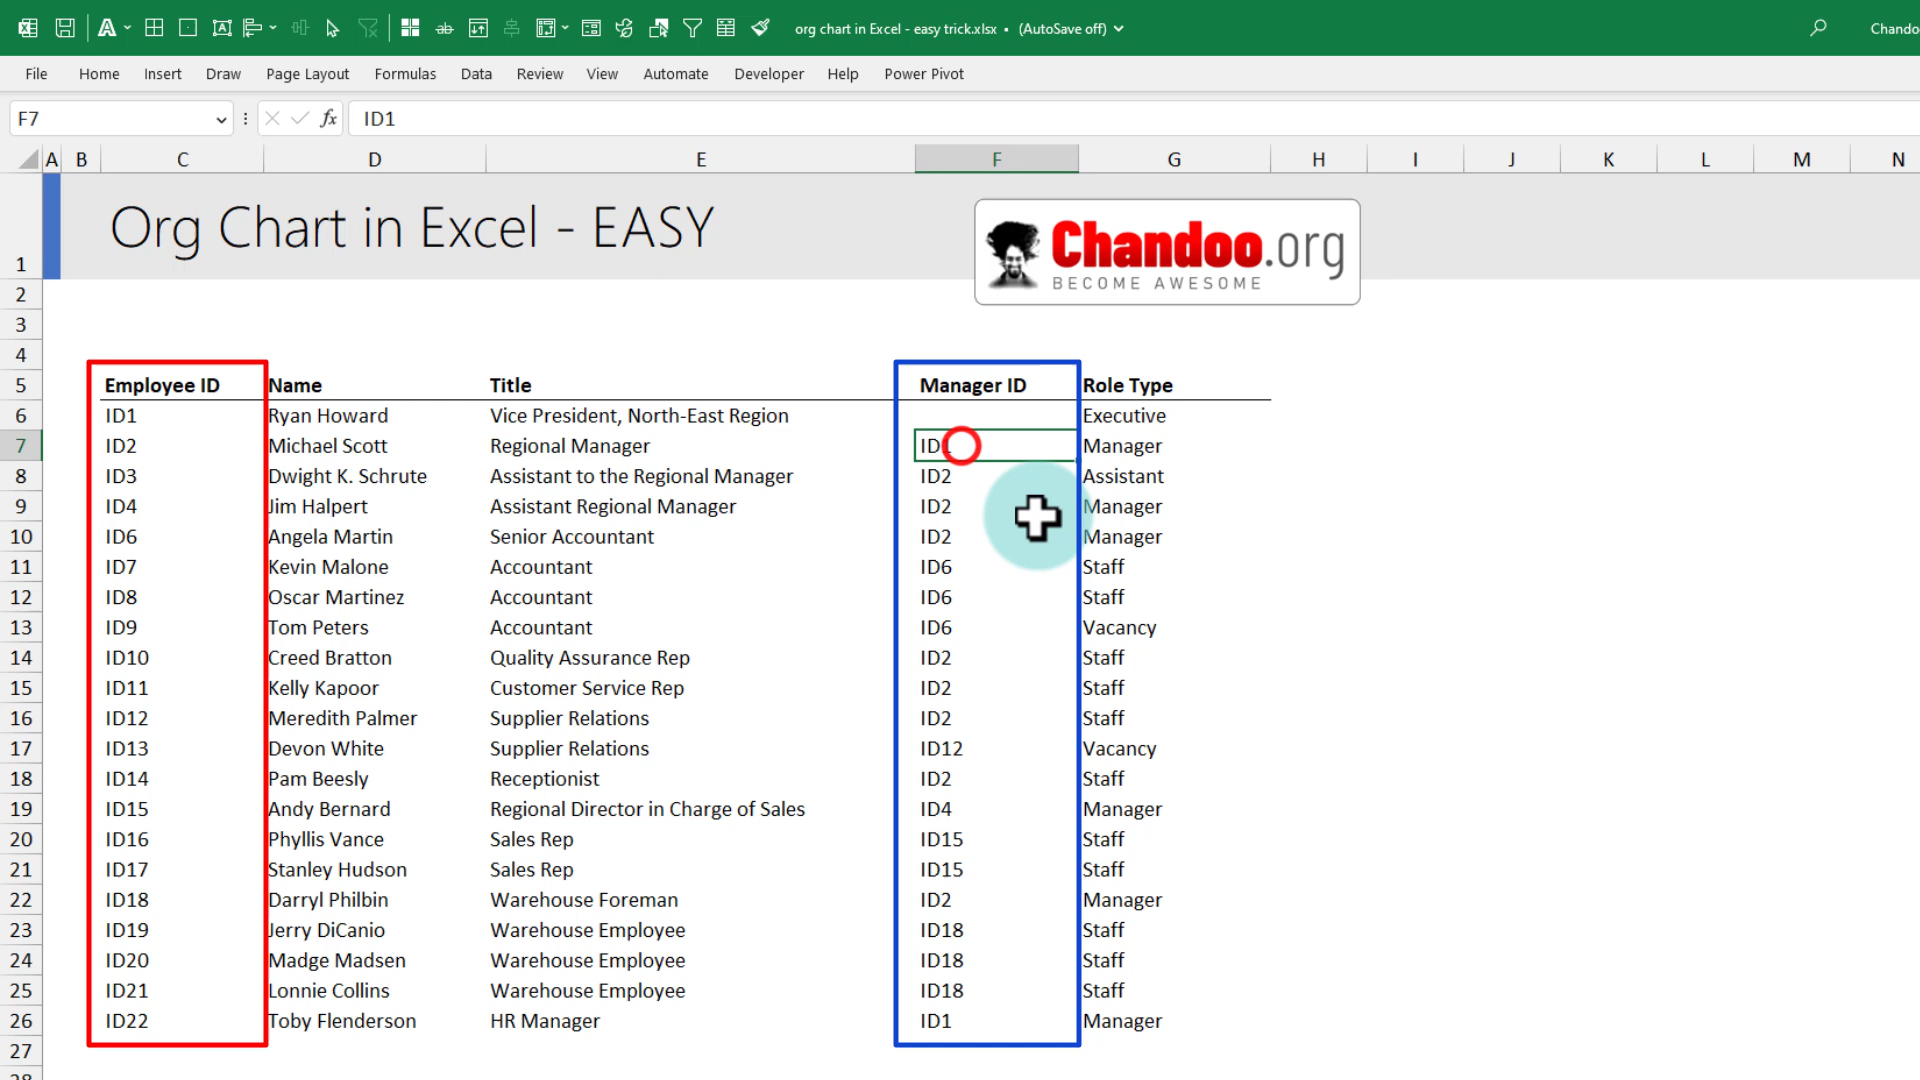 org chart in Excel - easy trick.xlsx • (AutoSave off)
Chando
File Home Insert Draw Page Layout Formulas Data Review View Automate Developer Help Power Pivot
F7 fx ID1
A B C D E F G H I J K L M N
1 Org Chart in Excel - EASY
Chandoo.org
BECOME AWESOME
2
3
4
5 Employee ID Name Title Manager ID Role Type
6 ID1 Ryan Howard Vice President, North-East Region Executive
7 ID2 Michael Scott Regional Manager ID1 Manager
8 ID3 Dwight K. Schrute Assistant to the Regional Manager ID2 Assistant
9 ID4 Jim Halpert Assistant Regional Manager ID2 Manager
10 ID6 Angela Martin Senior Accountant ID2 Manager
11 ID7 Kevin Malone Accountant ID6 Staff
12 ID8 Oscar Martinez Accountant ID6 Staff
13 ID9 Tom Peters Accountant ID6 Vacancy
14 ID10 Creed Bratton Quality Assurance Rep ID2 Staff
15 ID11 Kelly Kapoor Customer Service Rep ID2 Staff
16 ID12 Meredith Palmer Supplier Relations ID2 Staff
17 ID13 Devon White Supplier Relations ID12 Vacancy
18 ID14 Pam Beesly Receptionist ID2 Staff
19 ID15 Andy Bernard Regional Director in Charge of Sales ID4 Manager
20 ID16 Phyllis Vance Sales Rep ID15 Staff
21 ID17 Stanley Hudson Sales Rep ID15 Staff
22 ID18 Darryl Philbin Warehouse Foreman ID2 Manager
23 ID19 Jerry DiCanio Warehouse Employee ID18 Staff
24 ID20 Madge Madsen Warehouse Employee ID18 Staff
25 ID21 Lonnie Collins Warehouse Employee ID18 Staff
26 ID22 Toby Flenderson HR Manager ID1 Manager
27